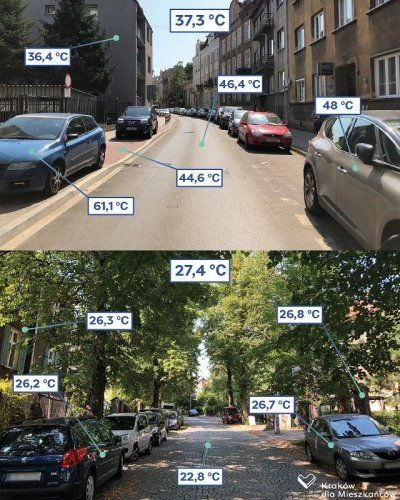 37,3 °C
36,4 °C
46,4 °C
48 °C
44,6 °C
61,1 °C
27,4 °C
26,3 °C
26,8 °C
26,2 °C
26,7 °C
22,8 °C
Kraków
dla Mieszkańców